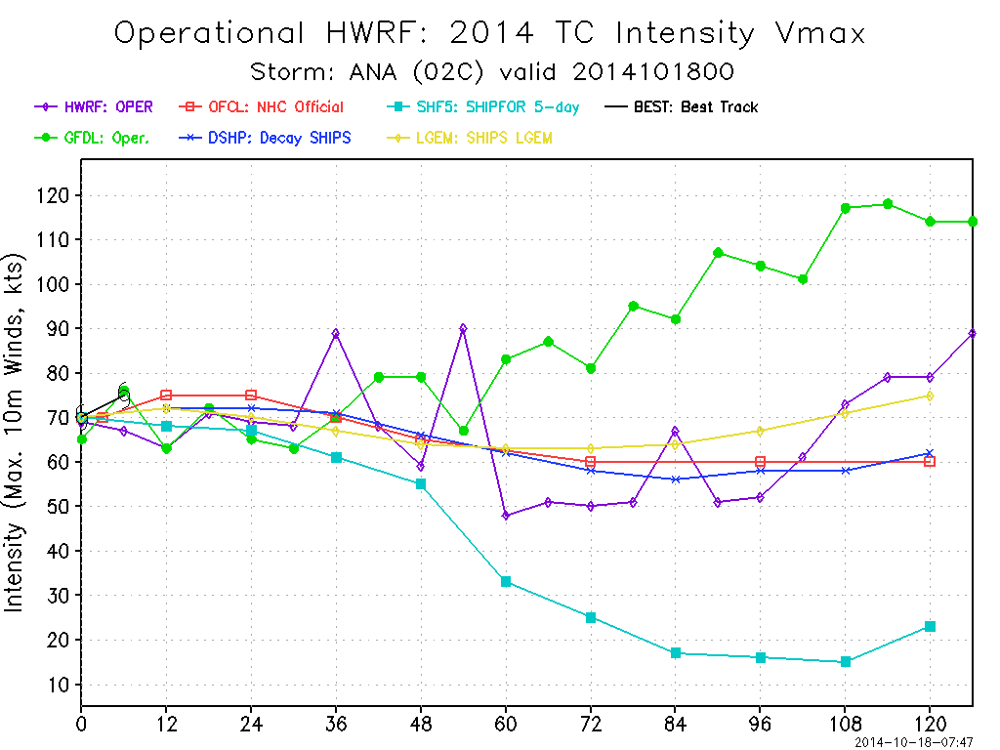 Operational HWRF: 2014 TC Intensity Vmax
Storm: ANA (02C) valid 2014101800
HWRF: OPER OFCL: NHC Official SHF5: SHIPFOR 5-day BEST: Best Track
GFDL: Oper. DSHP: Decay SHIPS LGEM: SHIPS LGEM
Intensity (Max. 10m Winds, kts)
120
110
100
90
80
70
60
50
40
30
20
10
0 12 24 36 48 60 72 84 96 108 120
2014-10-18-07:47